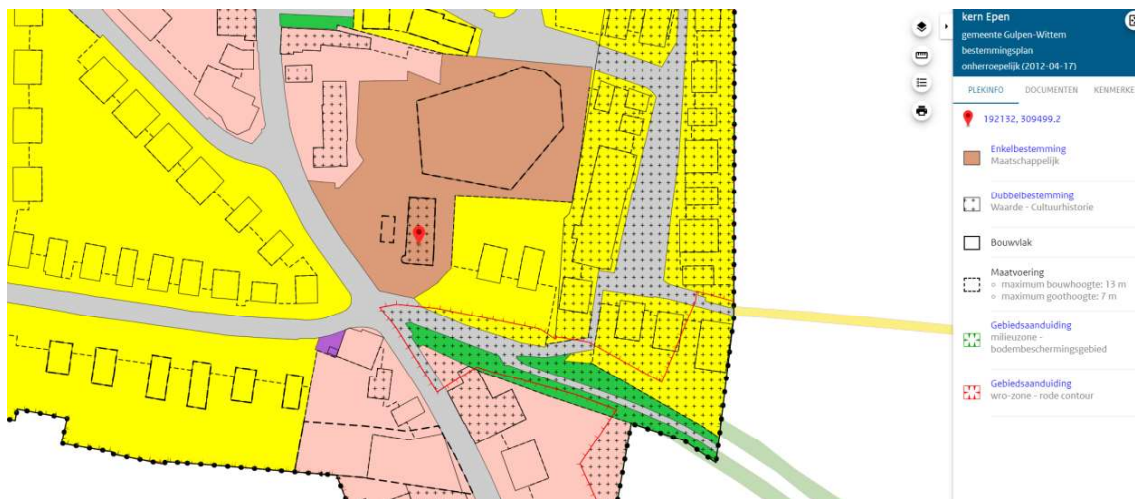 kern Epen
gemeente Gulpen-Wittem
bestemmingsplan
onherroepelijk (2012-04-17)
PLEKINFO DOCUMENTEN KENMERKE
192132, 309499.2
Enkelbestemming
Maatschappelijk
Dubbelbestemming
Waarde - Cultuurhistorie
Bouwvlak
Maatvoering
maximum bouwhoogte: 13 m
maximum goothoogte: 7 m
Gebiedsaanduiding
milieuzone -
bodembeschermingsgebied
Gebiedsaanduiding
wro-zone - rode contour